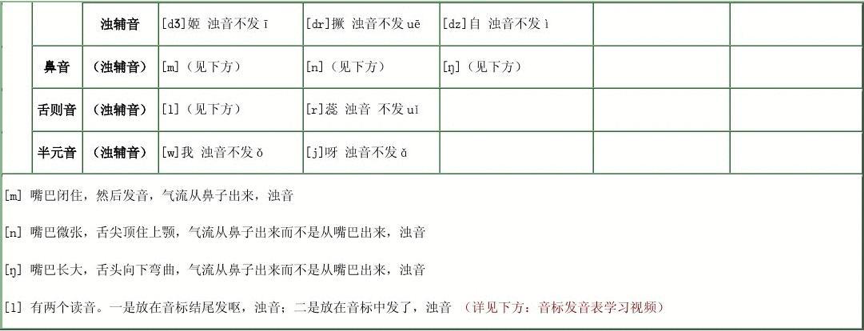 浊辅音 [dʒ]姬 浊音不发ī [dr]撅 浊音不发uē [dz]自 浊音不发ì
鼻音 （浊辅音） [m]（见下方） [n]（见下方） [ŋ]（见下方）
舌则音 （浊辅音） [l]（见下方） [r]蕊 浊音 不发uǐ
半元音 （浊辅音） [w]我 浊音不发ǒ [j]呀 浊音不发ɑ̌
[m] 嘴巴闭住，然后发音，气流从鼻子出来，浊音
[n] 嘴巴微张，舌尖顶住上颚，气流从鼻子出来而不是从嘴巴出来，浊音
[ŋ] 嘴巴长大，舌头向下弯曲，气流从鼻子出来而不是从嘴巴出来，浊音
[l] 有两个读音。一是放在音标结尾发呕，浊音；二是放在音标中发了，浊音 （详见下方：音标发音表学习视频）